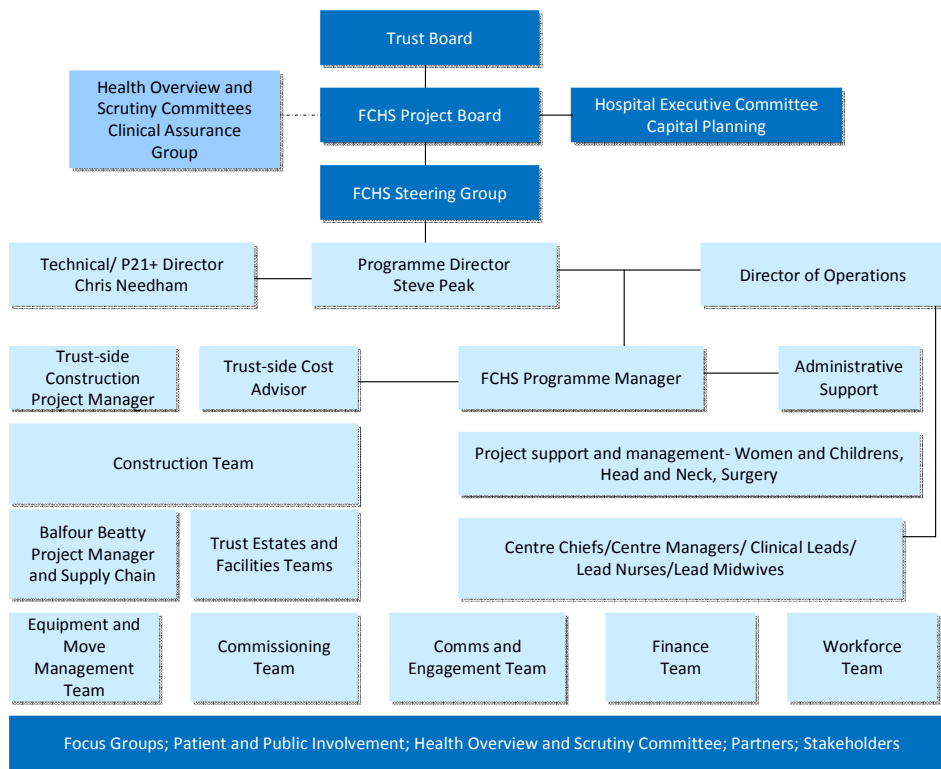 Trust Board
Health Overview and
Scrutiny Committees
Clinical Assurance
Group
FCHS Project Board
Hospital Executive Committee
Capital Planning
FCHS Steering Group
Technical/ P21+ Director
Chris Needham
Programme Director
Steve Peak
Director of Operations
Trust-side
Construction
Project Manager
Trust-side Cost
Advisor
FCHS Programme Manager
Administrative
Support
Construction Team
Project support and management- Women and Childrens,
Head and Neck, Surgery
Balfour Beatty
Project Manager
and Supply Chain
Trust Estates and
Facilities Teams
Centre Chiefs/Centre Managers/ Clinical Leads/
Lead Nurses/Lead Midwives
Equipment and
Move
Management
Team
Commissioning
Team
Comms and
Engagement Team
Finance
Team
Workforce
Team
Focus Groups; Patient and Public Involvement; Health Overview and Scrutiny Committee; Partners; Stakeholders